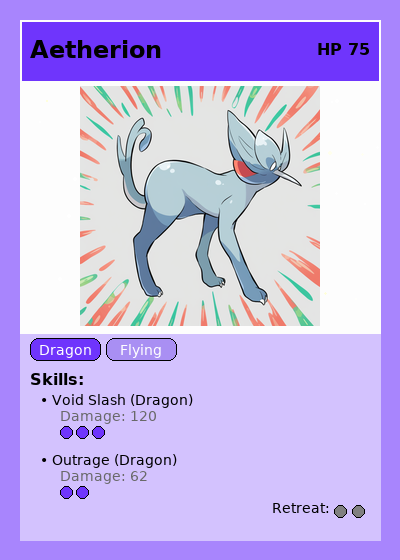 Aetherion HP 75
Dragon Flying
Skills:
• Void Slash (Dragon)
Damage: 120
• Outrage (Dragon)
Damage: 62
Retreat: